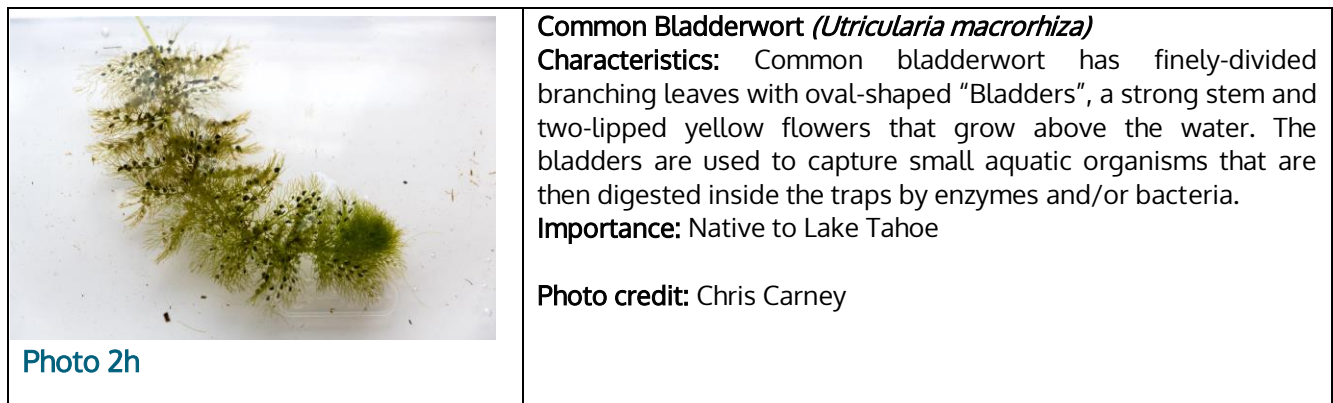 Photo 2h
Common Bladderwort (Utricularia macrorhiza)
Characteristics: Common bladderwort has finely-divided
branching leaves with oval-shaped “Bladders”, a strong stem and
two-lipped yellow flowers that grow above the water. The
bladders are used to capture small aquatic organisms that are
then digested inside the traps by enzymes and/or bacteria.
Importance: Native to Lake Tahoe
Photo credit: Chris Carney